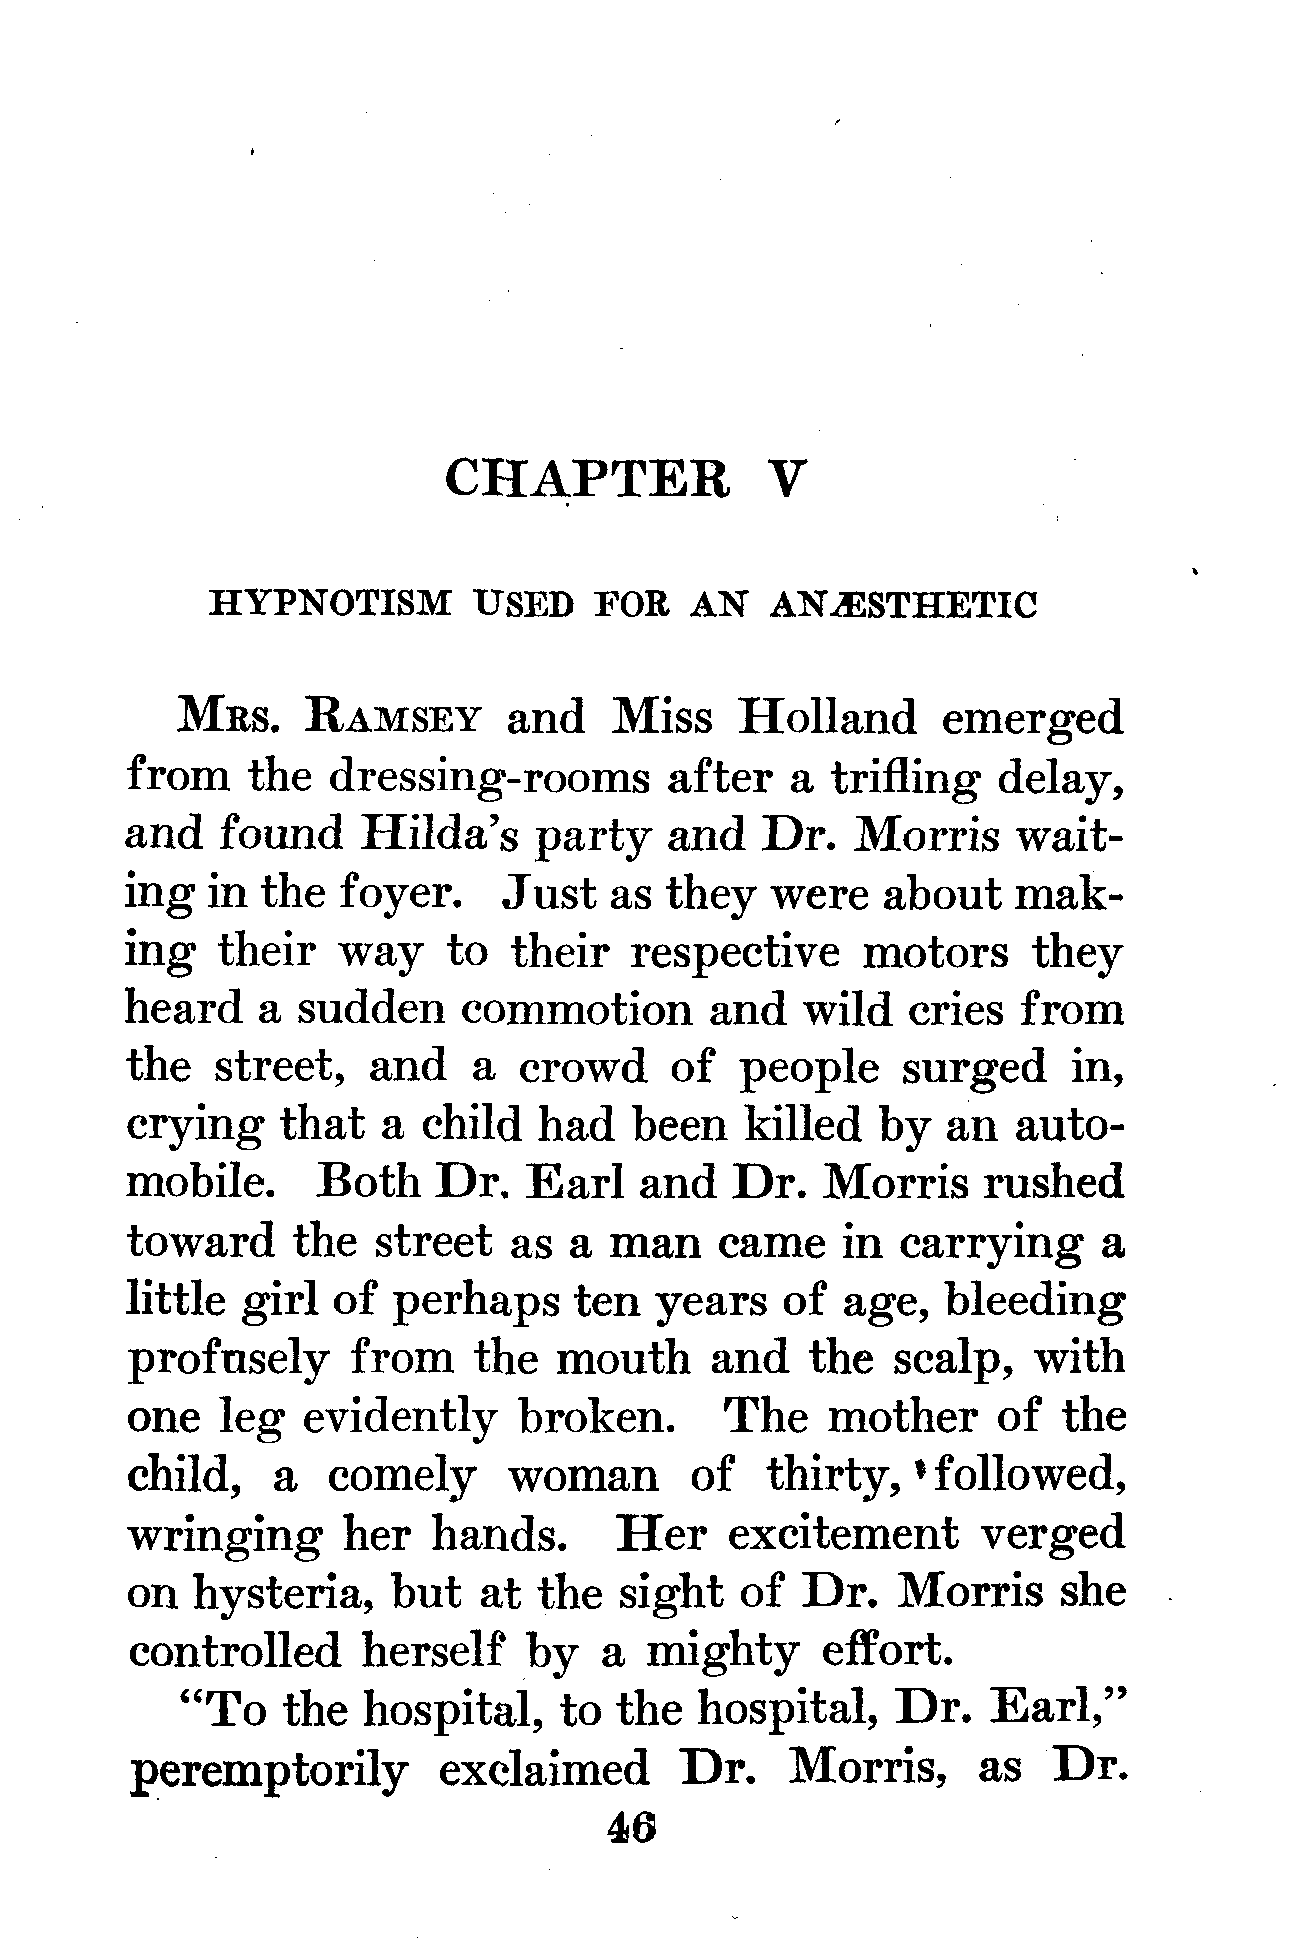 CHAPTER V
HYPNOTISM USED FOR AN ANÆSTHETIC
MRS. RAMSEY and Miss Holland emerged
from the dressing-rooms after a trifling delay,
and found Hilda's party and Dr. Morris wait-
ing in the foyer. Just as they were about mak-
ing their way to their respective motors they
heard a sudden commotion and wild cries from
the street, and a crowd of people surged in,
crying that a child had been killed by an auto-
mobile. Both Dr. Earl and Dr. Morris rushed
toward the street as a man came in carrying a
little girl of perhaps ten years of age, bleeding
profusely from the mouth and the scalp, with
one leg evidently broken. The mother of the
child, a comely woman of thirty, followed,
wringing her hands. Her excitement verged
on hysteria, but at the sight of Dr. Morris she
controlled herself by a mighty effort.
"To the hospital, to the hospital, Dr. Earl,"
peremptorily exclaimed Dr. Morris, as Dr.
46